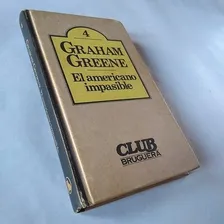 4
GRAHAM
GREENE
El americano
impasible
CLUB
BRUGUERA